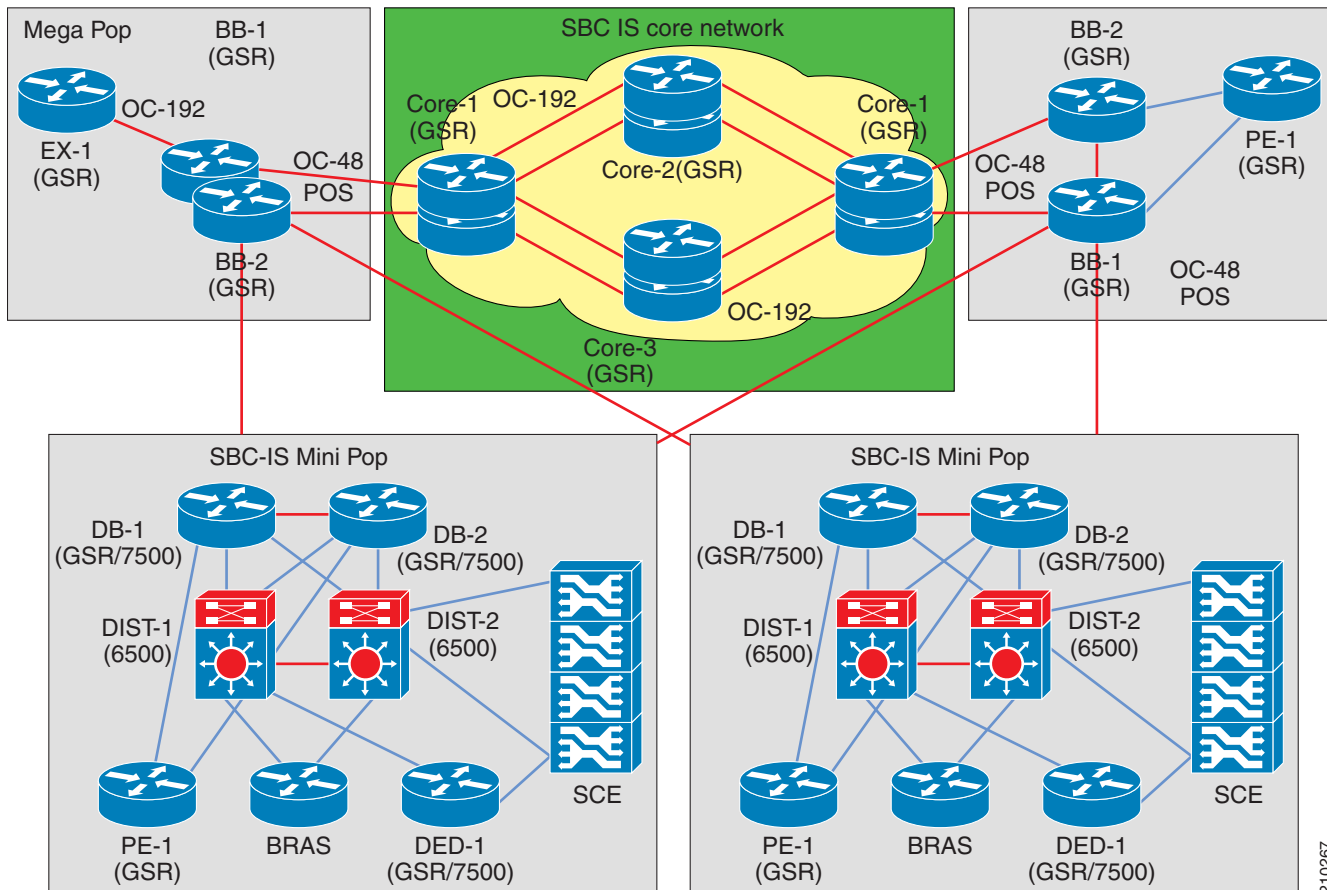 Mega Pop
BB-1
(GSR)
OC-192
EX-1
(GSR)
OC-48
POS
BB-2
(GSR)
SBC IS core network
Core-1
(GSR)
OC-192
Core-2(GSR)
Core-1
(GSR)
OC-192
Core-3
(GSR)
BB-2
(GSR)
PE-1
(GSR)
OC-48
POS
BB-1
(GSR)
OC-48
POS
SBC-IS Mini Pop
DB-1
(GSR/7500)
DB-2
(GSR/7500)
DIST-1
(6500)
DIST-2
(6500)
SCE
PE-1
(GSR)
BRAS
DED-1
(GSR/7500)
SBC-IS Mini Pop
DB-1
(GSR/7500)
DB-2
(GSR/7500)
DIST-1
(6500)
DIST-2
(6500)
SCE
PE-1
(GSR)
BRAS
DED-1
(GSR/7500)
210267